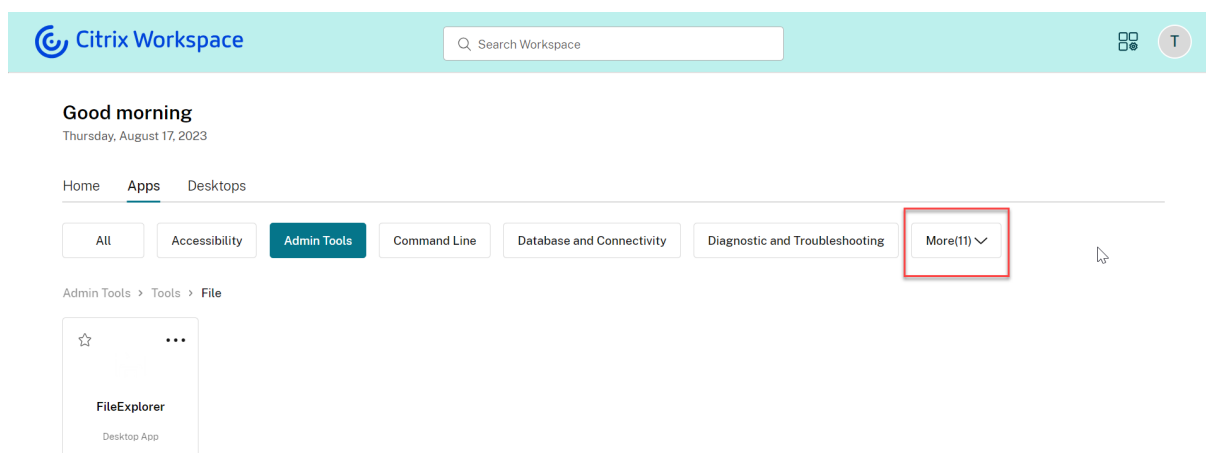 Citrix Workspace
Search Workspace
T
Good morning
Thursday, August 17, 2023
Home Apps Desktops
All Accessibility Admin Tools Command Line Database and Connectivity Diagnostic and Troubleshooting More(11)
Admin Tools > Tools > File
FileExplorer
Desktop App